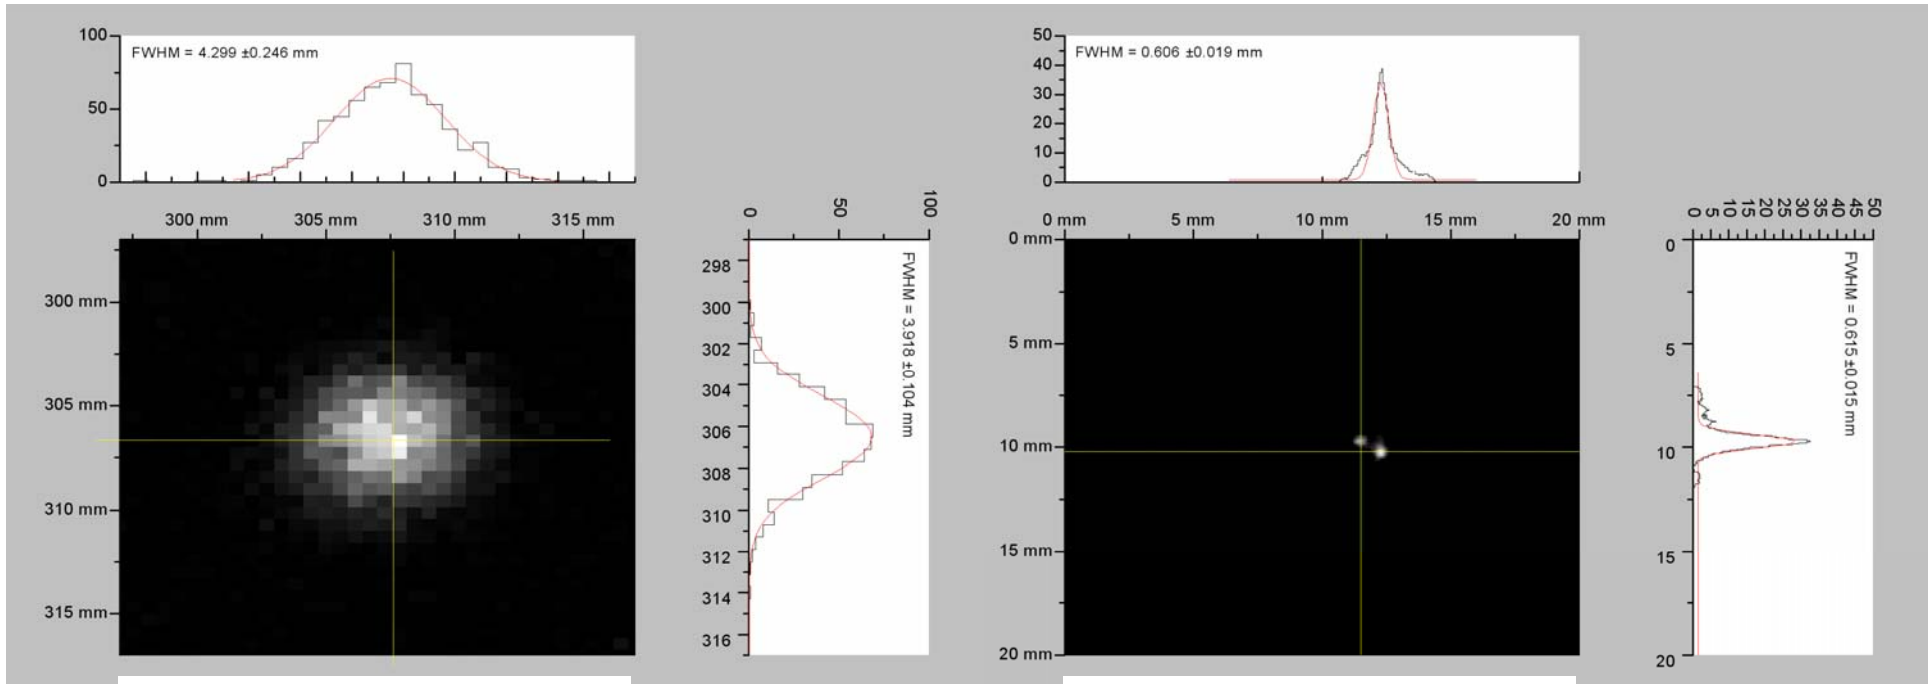 100
50
0
FWHM = 4.299 ±0.246 mm
300 mm
305 mm
310 mm
315 mm
300 mm
305 mm
310 mm
315 mm
0
50
100
298
300
302
304
306
308
310
312
314
316
FWHM = 3.918 ±0.104 mm
50
40
30
20
10
0
FWHM = 0.606 ±0.019 mm
0 mm
5 mm
10 mm
15 mm
20 mm
0 mm
5 mm
10 mm
15 mm
20 mm
0
5
10
15
20
25
30
35
40
45
50
0
5
10
15
20
FWHM = 0.615 ±0.015 mm